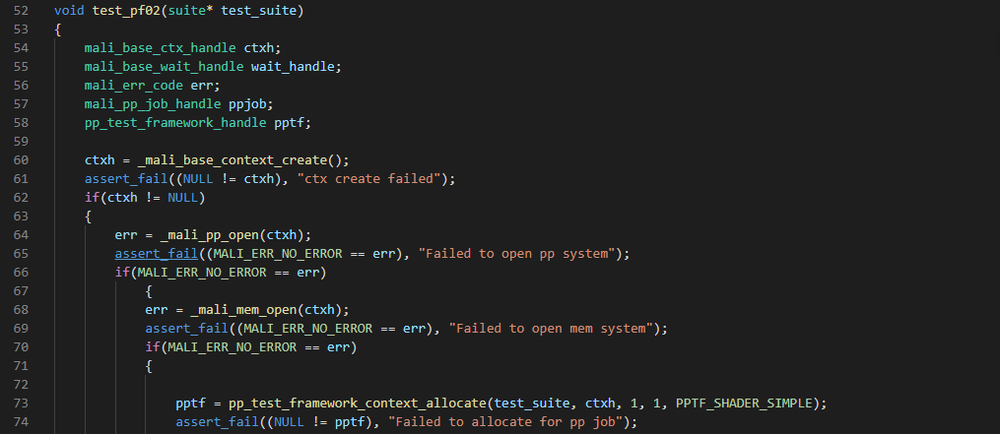 52 void test_pf02(suite* test_suite)
53 {
54     mali_base_ctx_handle ctxh;
55     mali_base_wait_handle wait_handle;
56     mali_err_code err;
57     mali_pp_job_handle ppjob;
58     pp_test_framework_handle pptf;
59
60     ctxh = _mali_base_context_create();
61     assert_fail((NULL != ctxh), "ctx create failed");
62     if(ctxh != NULL)
63     {
64         err = _mali_pp_open(ctxh);
65         assert_fail((MALI_ERR_NO_ERROR == err), "Failed to open pp system");
66         if(MALI_ERR_NO_ERROR == err)
67             {
68             err = _mali_mem_open(ctxh);
69             assert_fail((MALI_ERR_NO_ERROR == err), "Failed to open mem system");
70             if(MALI_ERR_NO_ERROR == err)
71             {
72
73                 pptf = pp_test_framework_context_allocate(test_suite, ctxh, 1, 1, PPTF_SHADER_SIMPLE);
74                 assert_fail((NULL != pptf), "Failed to allocate for pp job");